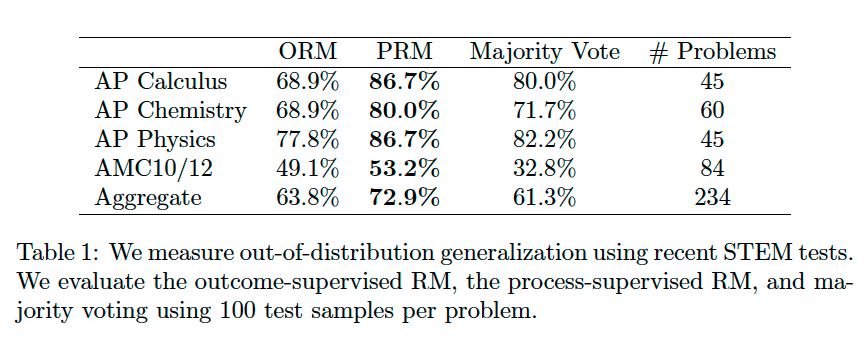 ORM PRM Majority Vote # Problems
AP Calculus 68.9% 86.7% 80.0% 45
AP Chemistry 68.9% 80.0% 71.7% 60
AP Physics 77.8% 86.7% 82.2% 45
AMC10/12 49.1% 53.2% 32.8% 84
Aggregate 63.8% 72.9% 61.3% 234
Table 1: We measure out-of-distribution generalization using recent STEM tests.
We evaluate the outcome-supervised RM, the process-supervised RM, and ma-
jority voting using 100 test samples per problem.